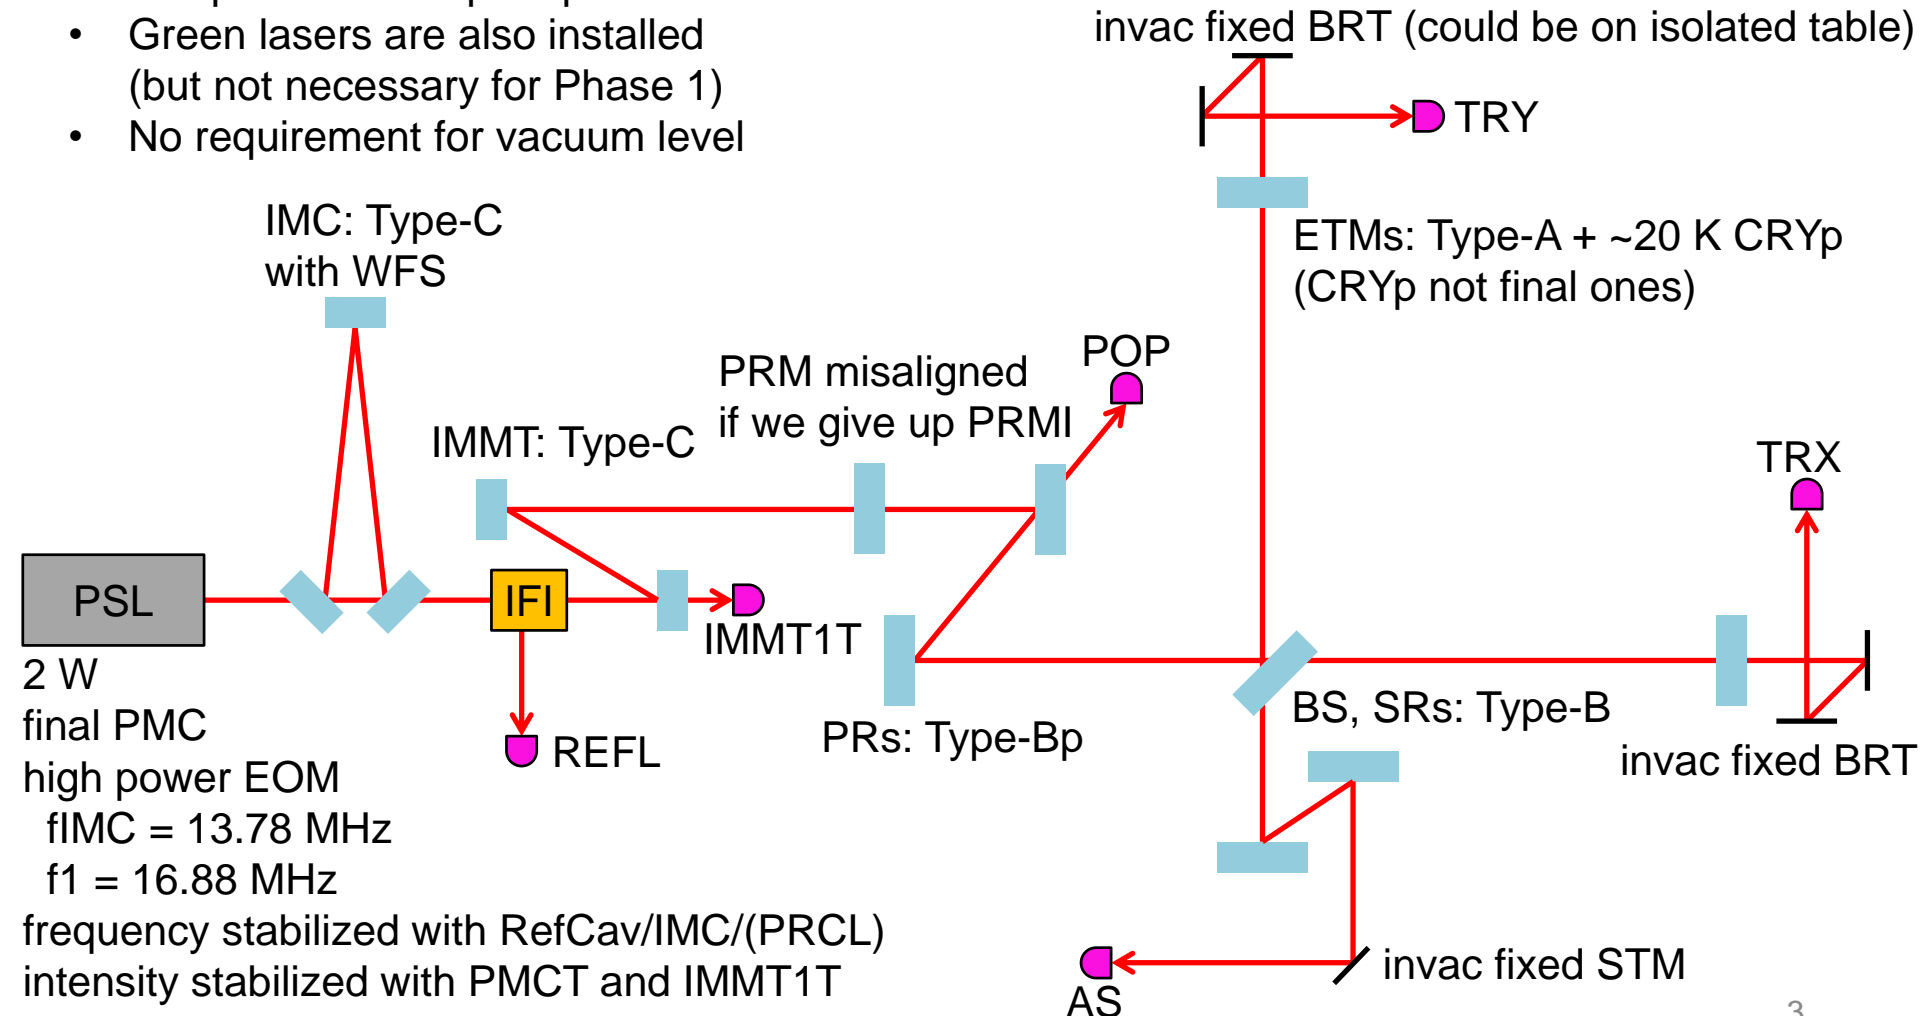 • Green lasers are also installed
(but not necessary for Phase 1)
• No requirement for vacuum level
invac fixed BRT (could be on isolated table)
TRY
IMC: Type-C
with WFS
ETMs: Type-A + ~20 K CRYp
(CRYp not final ones)
POP
PRM misaligned
if we give up PRMI
IMMT: Type-C
TRX
PSL
IFI
IMMT1T
2 W
final PMC
high power EOM
fIMC = 13.78 MHz
f1 = 16.88 MHz
frequency stabilized with RefCav/IMC/(PRCL)
intensity stabilized with PMCT and IMMT1T
REFL
PRs: Type-Bp
BS, SRs: Type-B
invac fixed BRT
invac fixed STM
AS
3